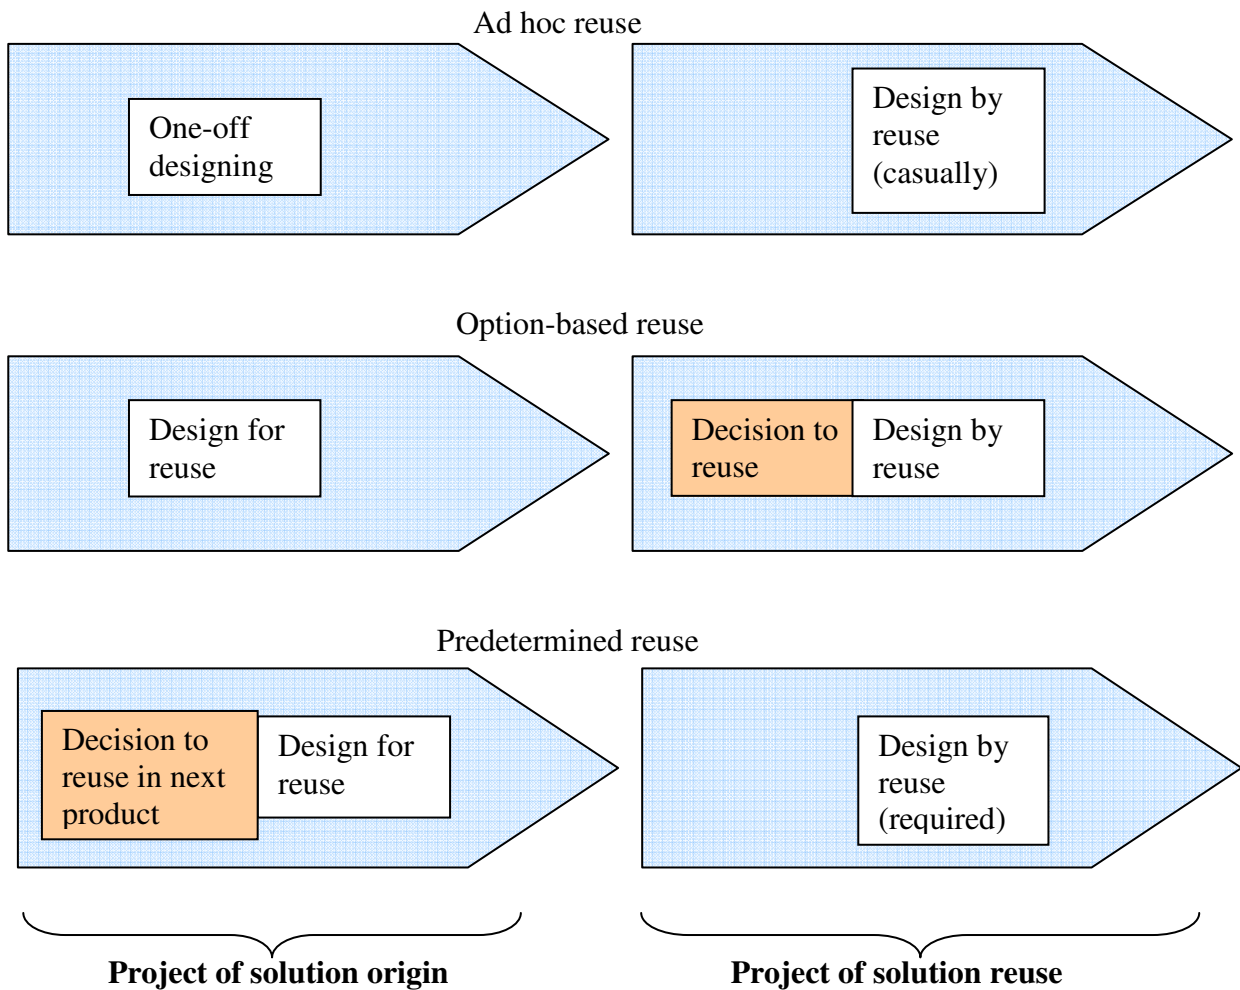 Ad hoc reuse
One-off
designing
Design by
reuse
(casually)
Option-based reuse
Design for
reuse
Decision to
reuse
Design by
reuse
Predetermined reuse
Decision to
reuse in next
product
Design for
reuse
Design by
reuse
(required)
Project of solution origin
Project of solution reuse